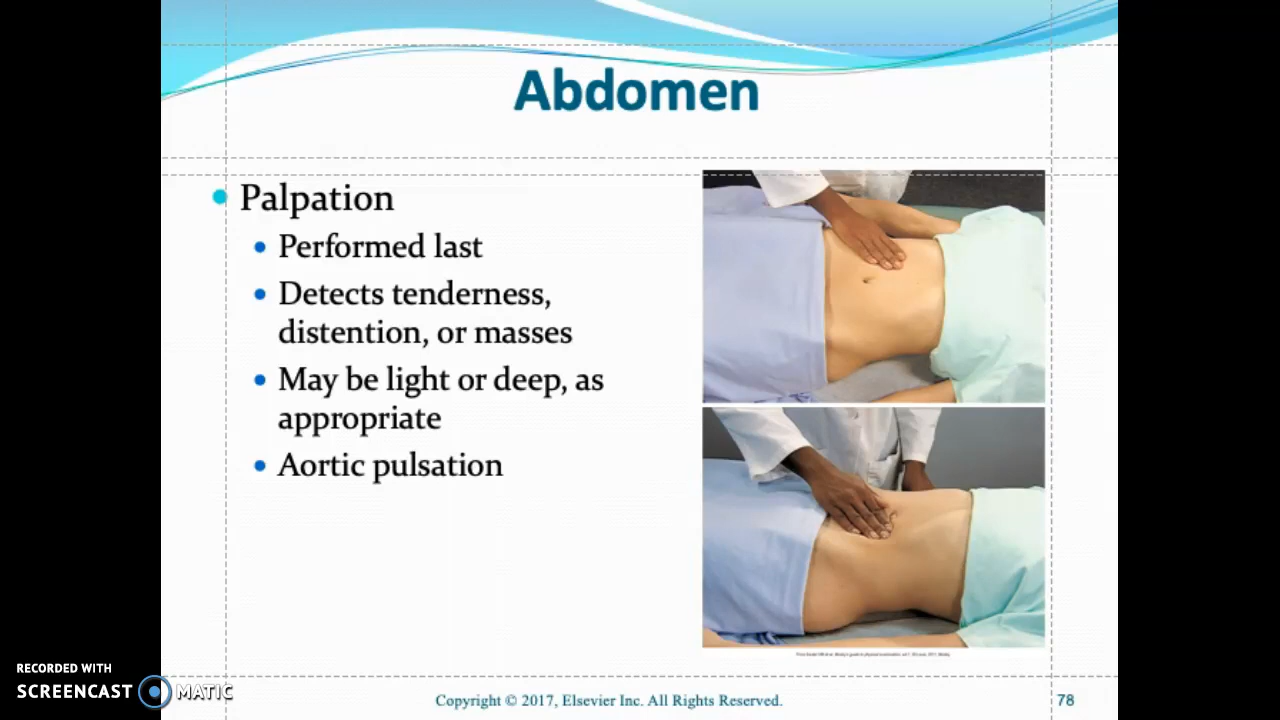 Abdomen
Palpation
Performed last
Detects tenderness,
distention, or masses
May be light or deep, as
appropriate
Aortic pulsation
RECORDED WITH
SCREENCAST MATIC
Copyright © 2017, Elsevier Inc. All Rights Reserved.
78